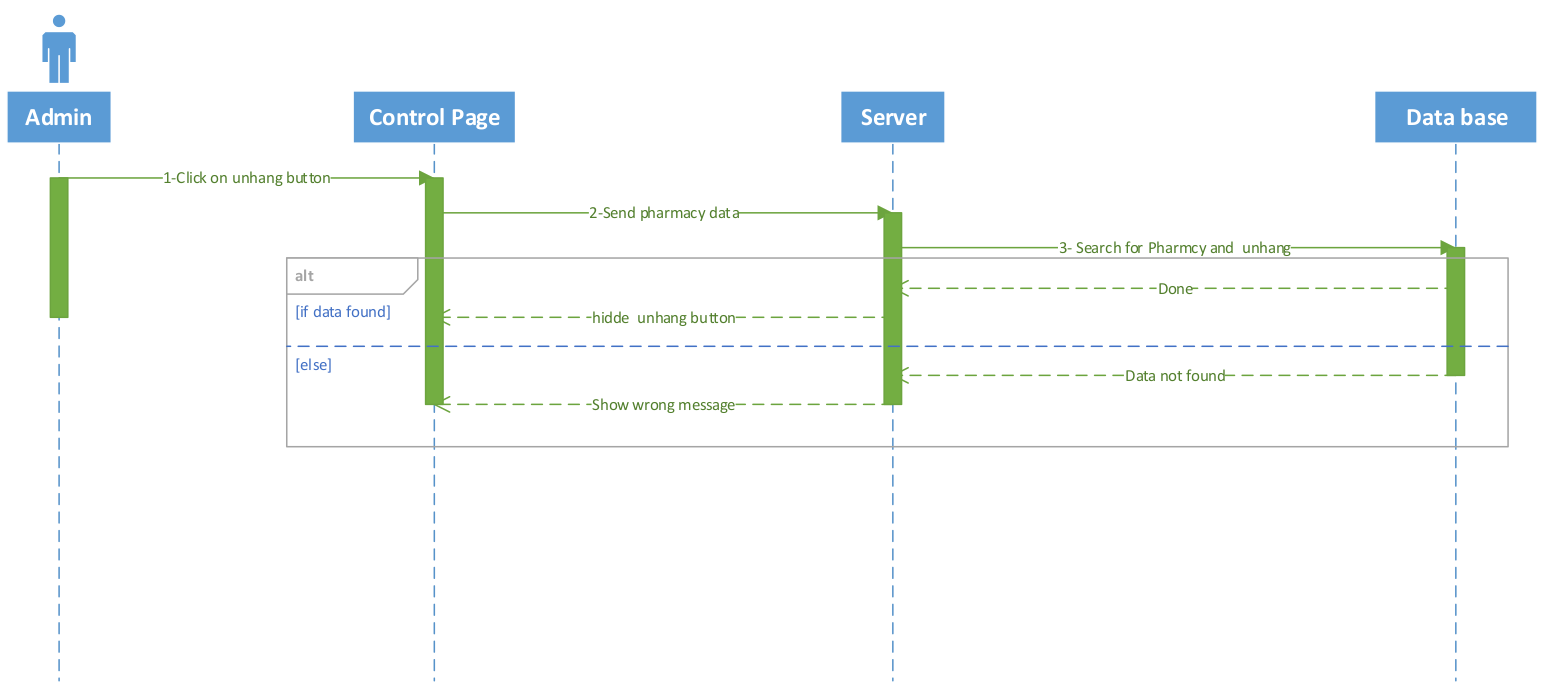 Admin
Control Page
Server
Data base
1-Click on unhang button
2-Send pharmacy data
3- Search for Pharmcy and unhang
alt
Done
[if data found]
hidde unhang button
[else]
Data not found
Show wrong message